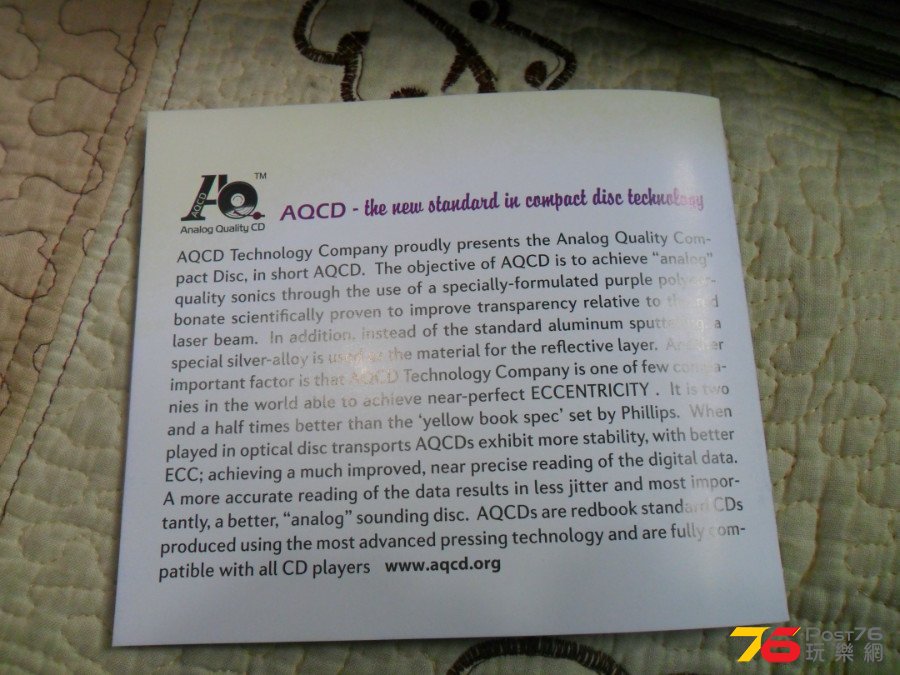 TM
AQCD
Analog Quality CD
AQCD - the new standard in compact disc technology
AQCD Technology Company proudly presents the Analog Quality Com-
pact Disc, in short AQCD. The objective of AQCD is to achieve "analog"
quality sonics through the use of a specially-formulated purple polycar-
bonate scientifically proven to improve transparency relative to the red
laser beam. In addition, instead of the standard aluminum sputtering, a
special silver-alloy is used as the material for the reflective layer. Another
important factor is that AQCD Technology Company is one of few compa-
nies in the world able to achieve near-perfect ECCENTRICITY . It is two
and a half times better than the 'yellow book spec' set by Phillips. When
played in optical disc transports AQCDs exhibit more stability, with better
ECC; achieving a much improved, near precise reading of the digital data.
A more accurate reading of the data results in less jitter and most impor-
tantly, a better, "analog" sounding disc. AQCDs are redbook standard CDs
produced using the most advanced pressing technology and are fully com-
patible with all CD players www.aqcd.org
76 Post76
玩樂網